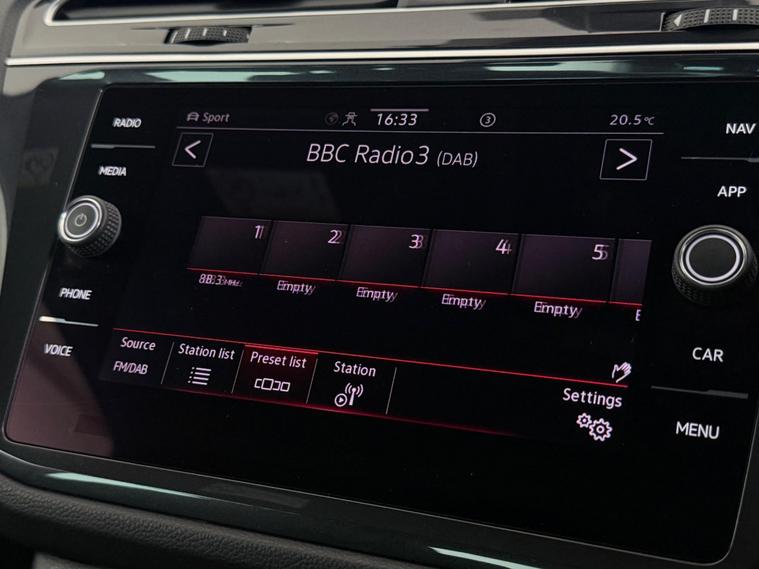 RADIO
MEDIA
PHONE
VOICE
Sport 16:33 3 20.5°C
BBC Radio3 (DAB)
1 2 3 4 5
Empty Empty Empty Empty
Source Station list Preset list Station
FM/DAB
Settings
NAV
APP
CAR
MENU